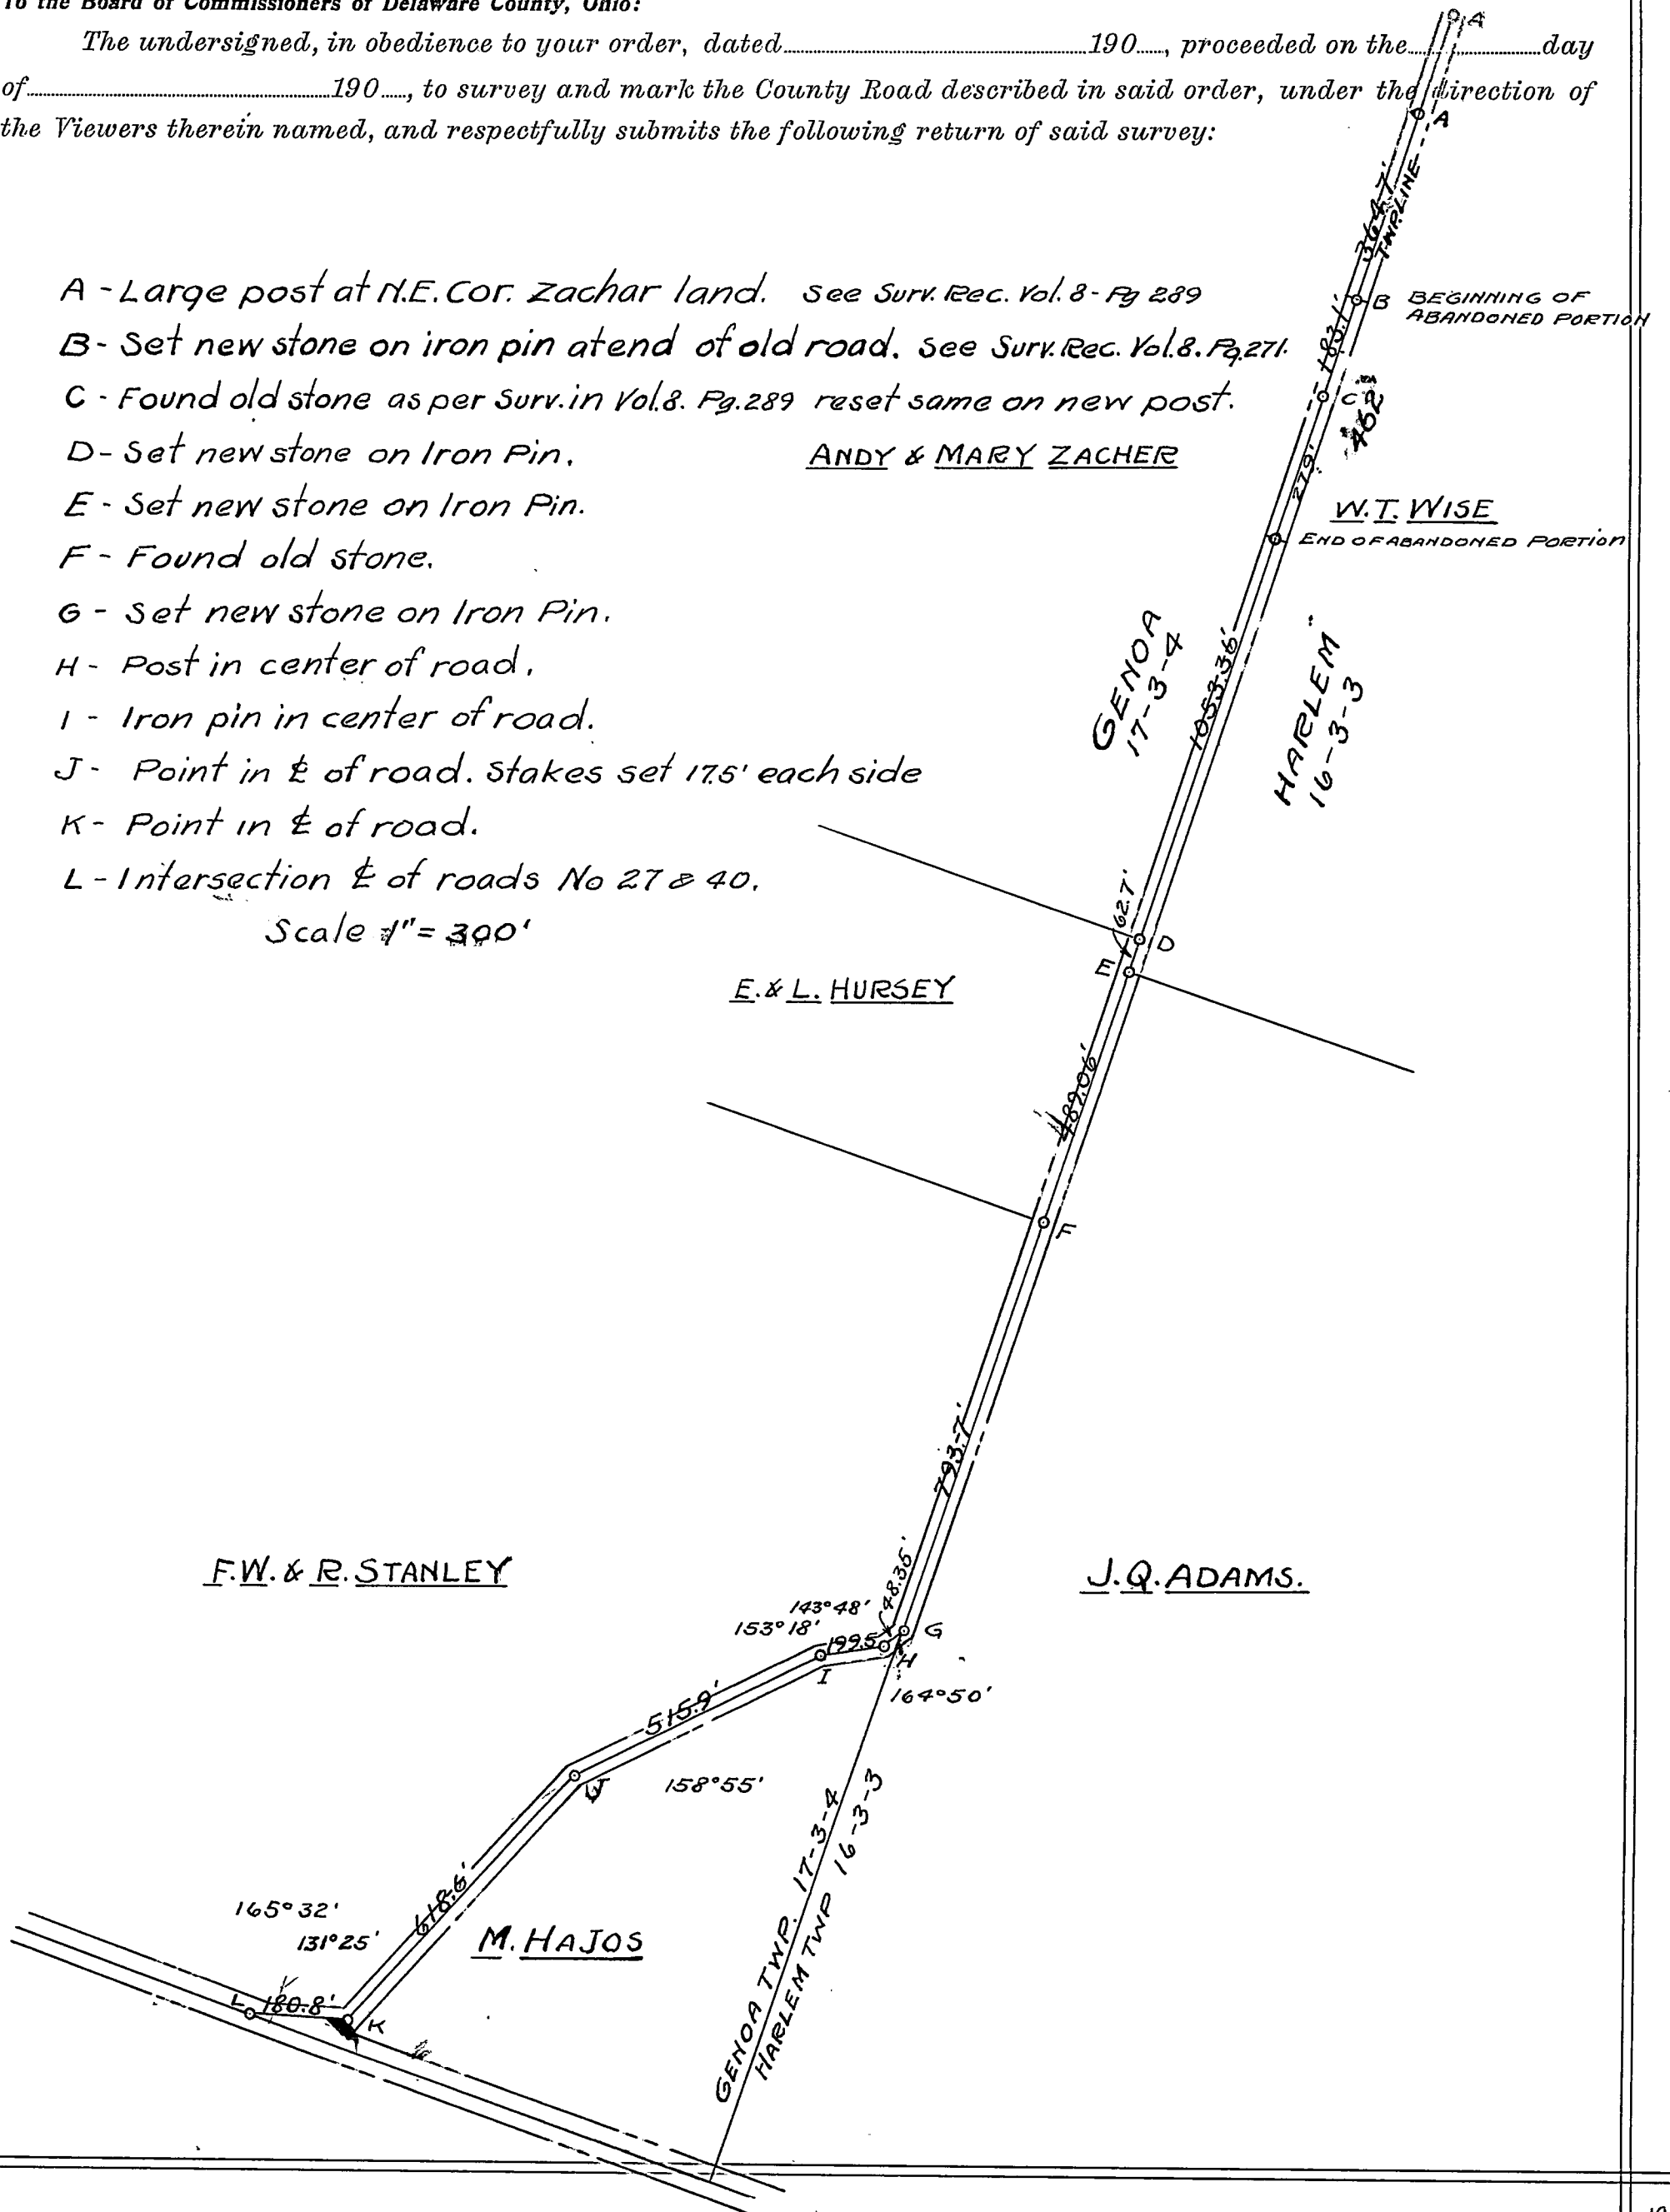 To the Board of Commissioners of Delaware County, Ohio:
The undersigned, in obedience to your order, dated 190 , proceeded on the day
of 190 , to survey and mark the County Road described in said order, under the direction of
the Viewers therein named, and respectfully submits the following return of said survey:
A
A
364.7'
TWP. LINE
A - Large post at N.E. Cor. Zachar land. See Surv. Rec. Vol. 8 - Pg 289
B BEGINNING OF
ABANDONED PORTION
B - Set new stone on iron pin at end of old road. See Surv. Rec. Vol. 8. Pg. 271.
183.1'
C - Found old stone as per Surv. in Vol. 8. Pg. 289 reset same on new post.
C
462
D - Set new stone on Iron Pin.
ANDY & MARY ZACHER
279'
E - Set new stone on Iron Pin.
W.T. WISE
END OF ABANDONED PORTION
F - Found old stone.
G - Set new stone on Iron Pin.
GENOA
17-3-4
1053.36'
HARLEM
16-3-3
H - Post in center of road.
I - Iron pin in center of road.
J - Point in ℄ of road. Stakes set 17.5' each side
K - Point in ℄ of road.
L - Intersection ℄ of roads No 27 & 40.
Scale 1" = 300'
62.7'
D
E
E. & L. HURSEY
489.06'
F
793.7'
F.W. & R. STANLEY
J.Q. ADAMS.
48.35'
143°48'
153°18'
199.5
G
H
I
164°50'
515.9'
J
158°55'
618.6'
165°32'
131°25'
M. HAJOS
GENOA TWP. 17-3-4
HARLEM TWP 16-3-3
L
180.8'
K